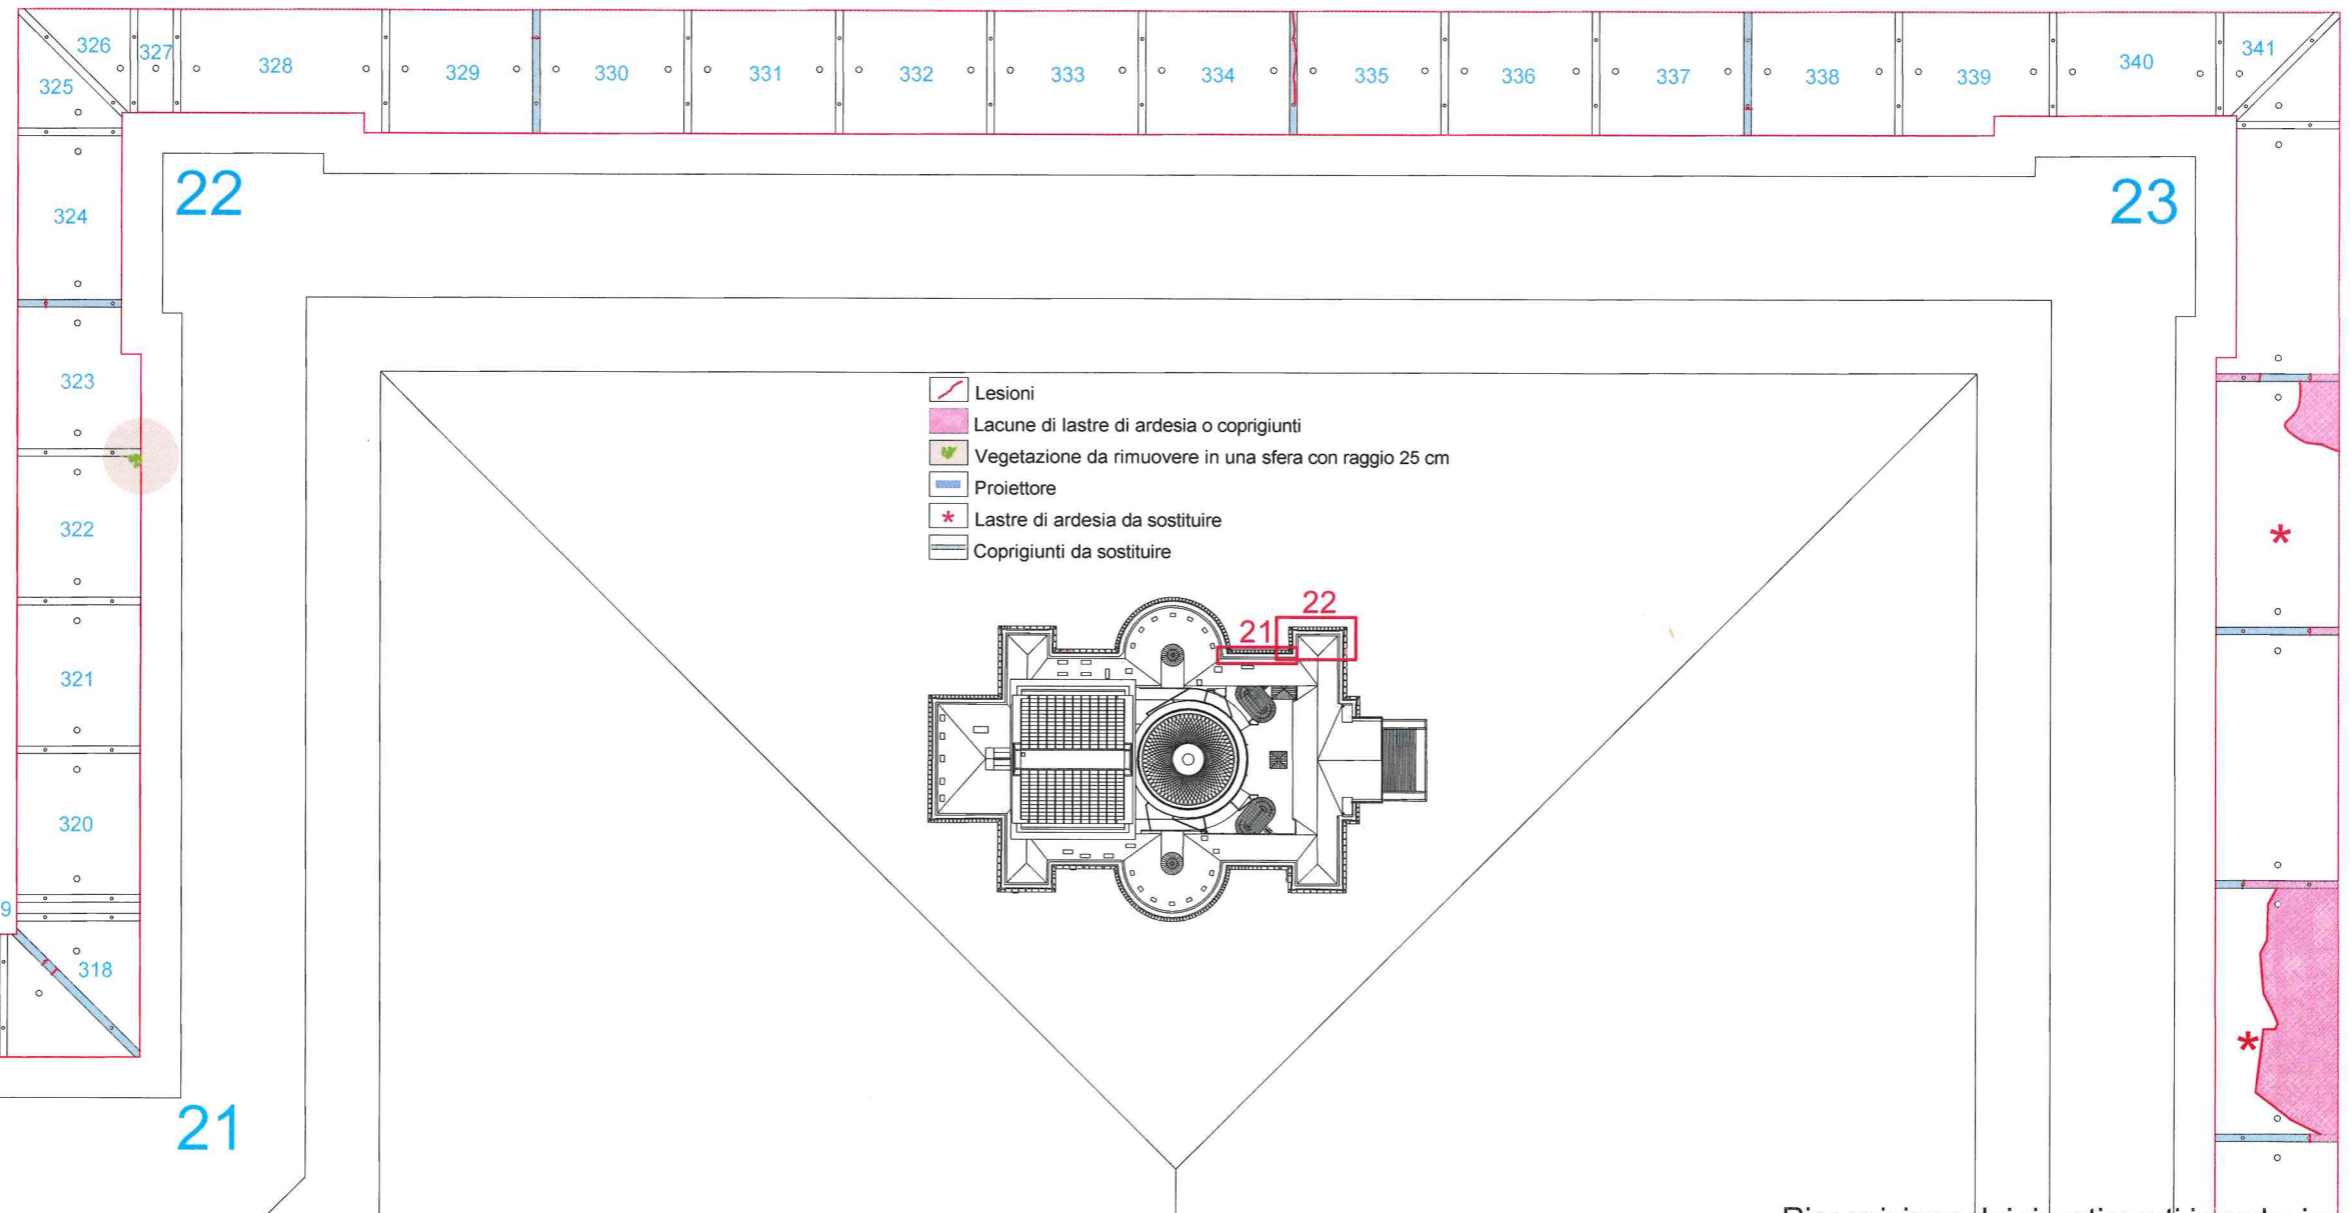 326 327 328 329 330 331 332 333 334 335 336 337 338 339 340 341
325
22 23
324
323
322
321
320
9
318
21
Lesioni
Lacune di lastre di ardesia o coprigiunti
Vegetazione da rimuovere in una sfera con raggio 25 cm
Proiettore
* Lastre di ardesia da sostituire
Coprigiunti da sostituire
22
21
*
*